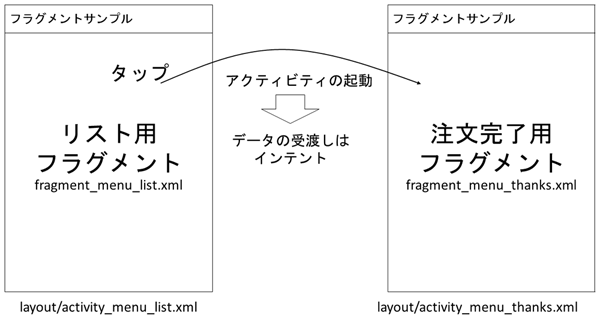 フラグメントサンプル
タップ
リスト用
フラグメント
fragment_menu_list.xml
layout/activity_menu_list.xml
アクティビティの起動
データの受渡しは
インテント
フラグメントサンプル
注文完了用
フラグメント
fragment_menu_thanks.xml
layout/activity_menu_thanks.xml